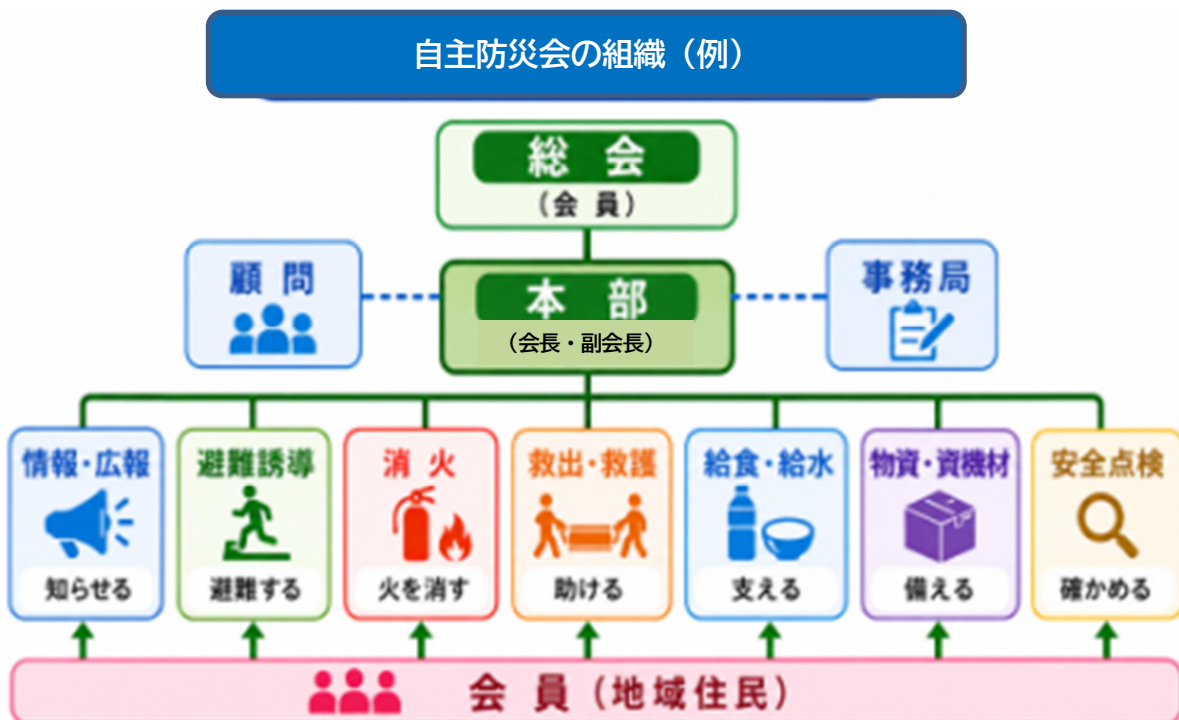 自主防災会の組織（例）
総 会
（会 員）
顧 問
本 部
（会長・副会長）
事務局
情報・広報
知らせる
避難誘導
避難する
消 火
火を消す
救出・救護
助ける
給食・給水
支える
物資・資機材
備える
安全点検
確かめる
会 員（地域住民）